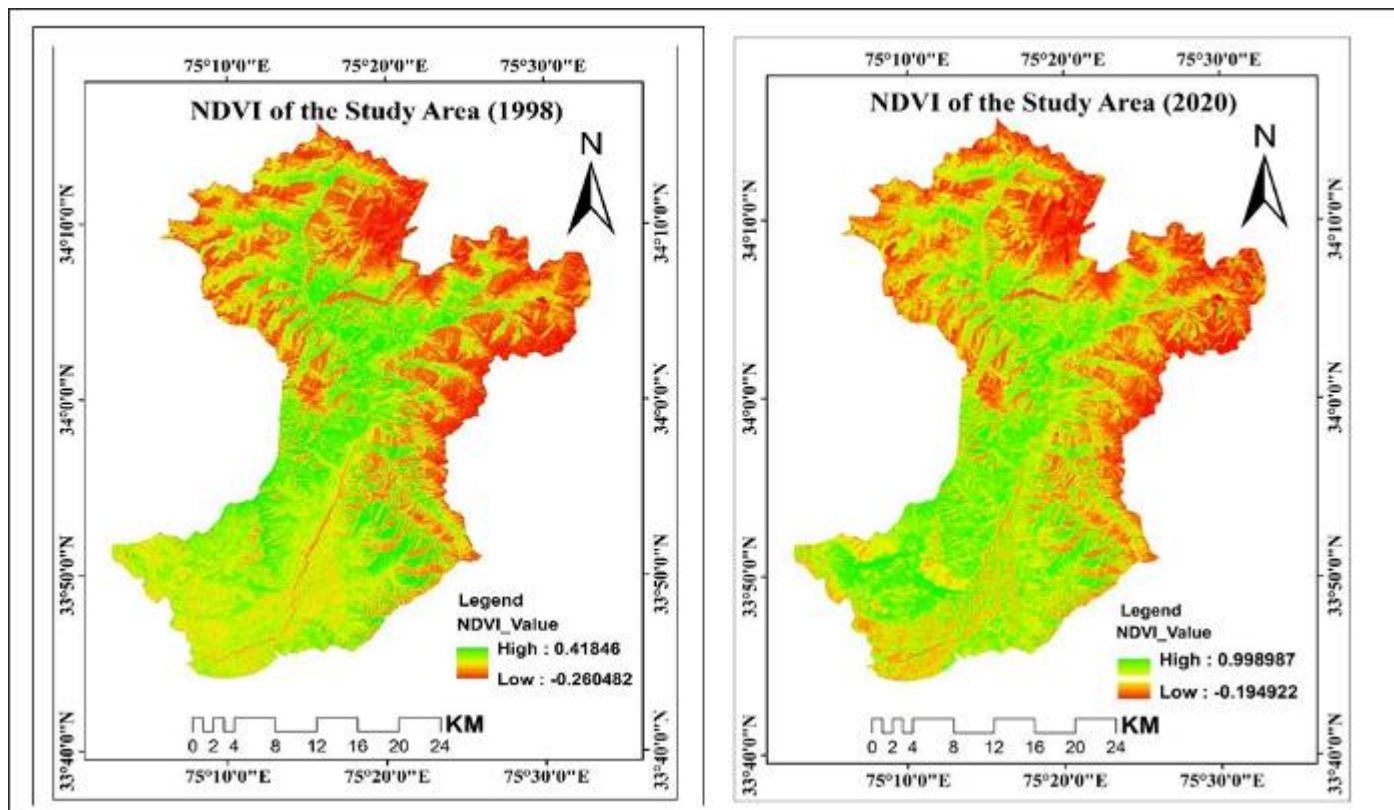 75°10'0"E 75°20'0"E 75°30'0"E
NDVI of the Study Area (1998)
N
34°10'0"N 34°10'0"N
34°0'0"N 34°0'0"N
33°50'0"N 33°50'0"N
33°40'0"N 33°40'0"N
Legend
NDVI_Value
High : 0.41846
Low : -0.260482
KM
0 2 4 8 12 16 20 24
75°10'0"E 75°20'0"E 75°30'0"E
75°10'0"E 75°20'0"E 75°30'0"E
NDVI of the Study Area (2020)
N
34°10'0"N 34°10'0"N
34°0'0"N 34°0'0"N
33°50'0"N 33°50'0"N
33°40'0"N 33°40'0"N
Legend
NDVI_Value
High : 0.998987
Low : -0.194922
KM
0 2 4 8 12 16 20 24
75°10'0"E 75°20'0"E 75°30'0"E